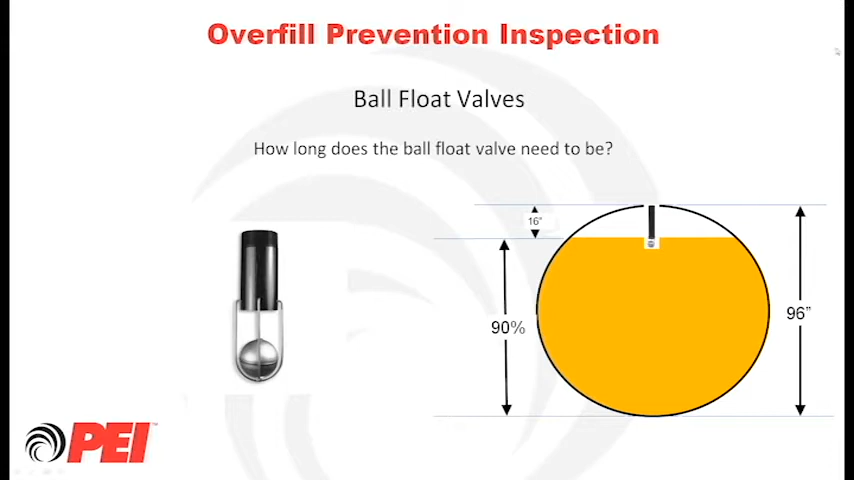 Overfill Prevention Inspection
Ball Float Valves
How long does the ball float valve need to be?
16"
90%
96”
PEI™